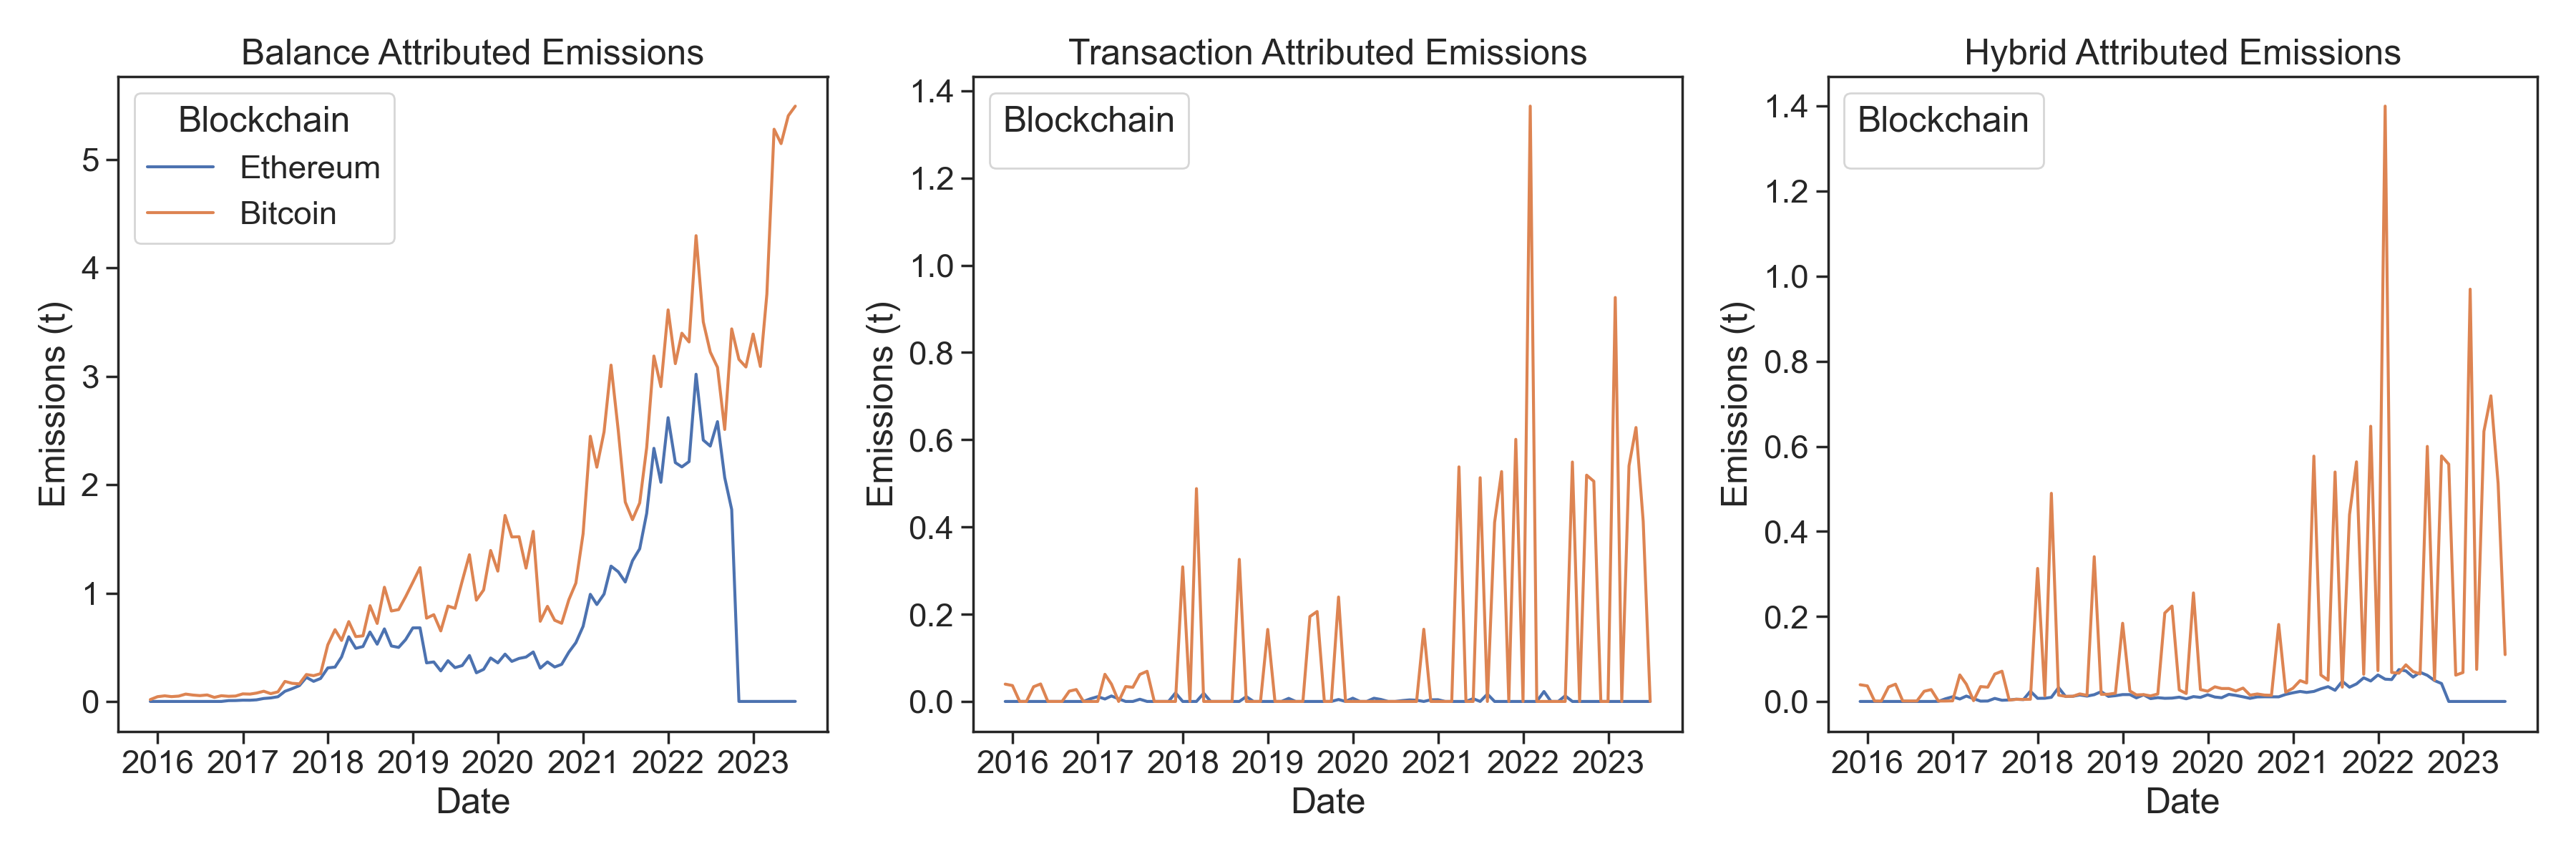 Balance Attributed Emissions
Blockchain
Ethereum
Bitcoin
5
4
3
2
1
0
Emissions (t)
2016 2017 2018 2019 2020 2021 2022 2023
Date
Transaction Attributed Emissions
Blockchain
1.4
1.2
1.0
0.8
0.6
0.4
0.2
0.0
Emissions (t)
2016 2017 2018 2019 2020 2021 2022 2023
Date
Hybrid Attributed Emissions
Blockchain
1.4
1.2
1.0
0.8
0.6
0.4
0.2
0.0
Emissions (t)
2016 2017 2018 2019 2020 2021 2022 2023
Date